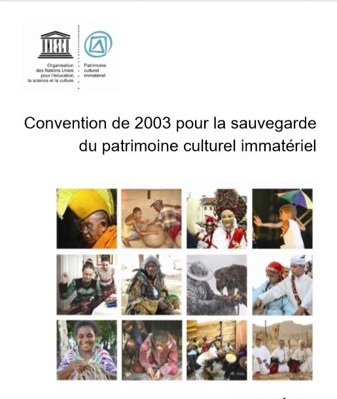 Organisation
des Nations Unies
pour l'éducation,
la science et la culture
Patrimoine
culturel
immatériel
Convention de 2003 pour la sauvegarde
du patrimoine culturel immatériel